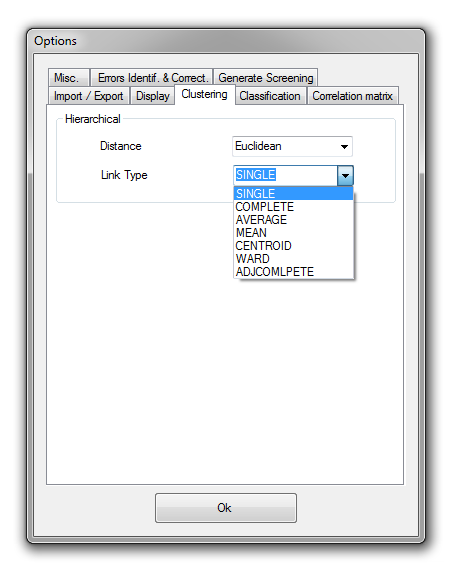 Options
Misc. Errors Identif. & Correct. Generate Screening
Import / Export Display Clustering Classification Correlation matrix
Hierarchical
Distance Euclidean
Link Type SINGLE
SINGLE
COMPLETE
AVERAGE
MEAN
CENTROID
WARD
ADJCOMLPETE
Ok